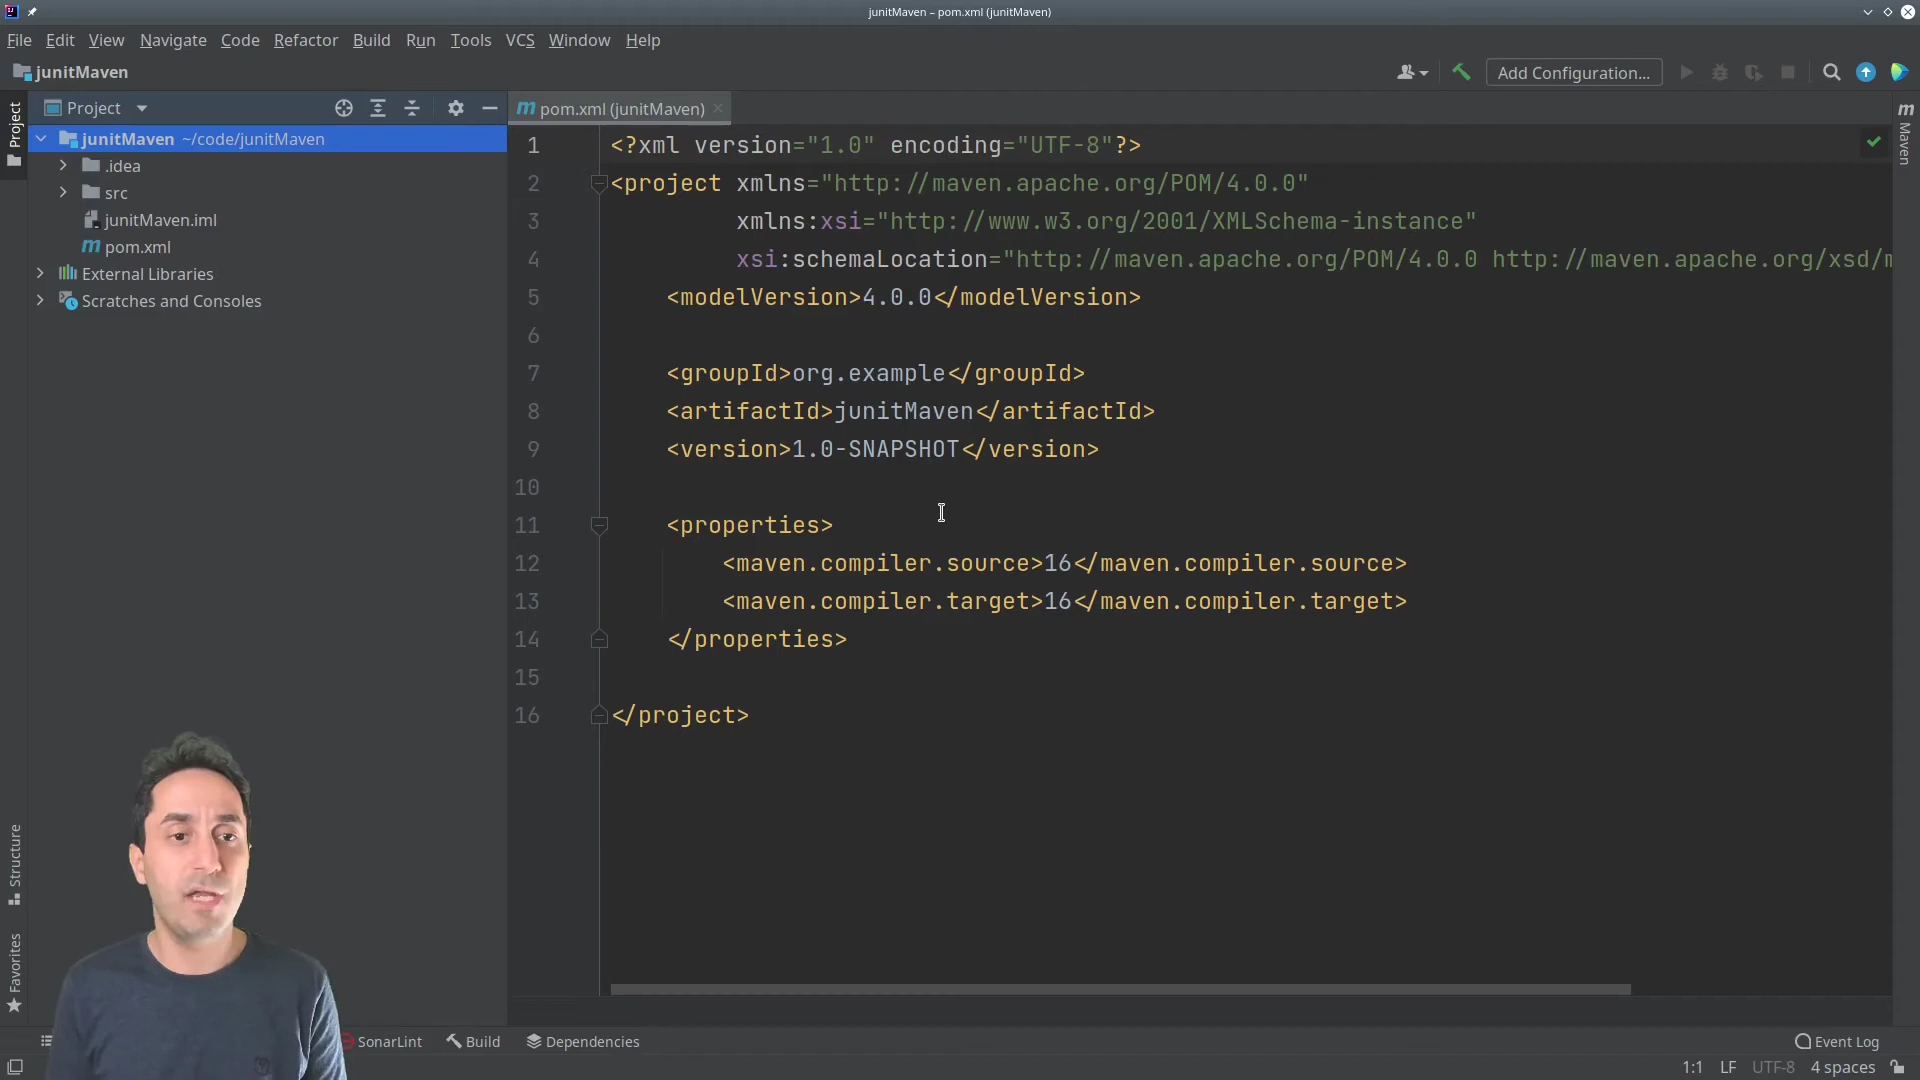 junitMaven – pom.xml (junitMaven)
File Edit View Navigate Code Refactor Build Run Tools VCS Window Help
junitMaven
Add Configuration...
Project
Project
junitMaven ~/code/junitMaven
.idea
src
junitMaven.iml
pom.xml
External Libraries
Scratches and Consoles
Structure
Favorites
pom.xml (junitMaven)
1 <?xml version="1.0" encoding="UTF-8"?>
2 <project xmlns="http://maven.apache.org/POM/4.0.0"
3 xmlns:xsi="http://www.w3.org/2001/XMLSchema-instance"
4 xsi:schemaLocation="http://maven.apache.org/POM/4.0.0 http://maven.apache.org/xsd/
5 <modelVersion>4.0.0</modelVersion>
6
7 <groupId>org.example</groupId>
8 <artifactId>junitMaven</artifactId>
9 <version>1.0-SNAPSHOT</version>
10
11 <properties>
12 <maven.compiler.source>16</maven.compiler.source>
13 <maven.compiler.target>16</maven.compiler.target>
14 </properties>
15
16 </project>
m Maven
SonarLint Build Dependencies Event Log
1:1 LF UTF-8 4 spaces